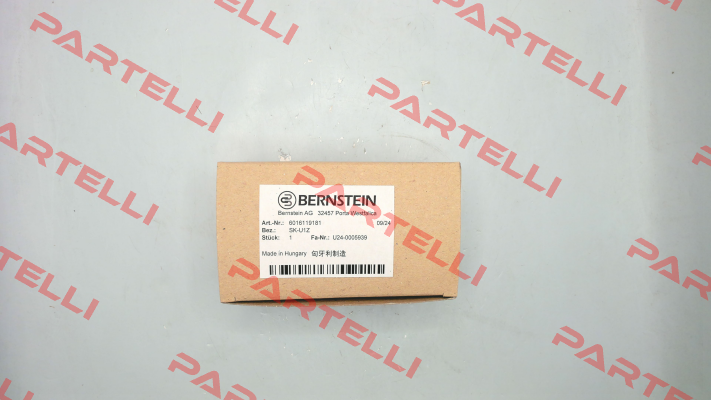 PARTELLI
PARTELLI
PARTELLI
PARTELLI
BERNSTEIN
Bernstein AG 32457 Porta Westfalica
Art.-Nr.: 6016119181 09/24
Bez.: SK-U1Z
Stück: 1 Fa-Nr.: U24-0005939
Made in Hungary 匈牙利制造
PARTELLI
PARTELLI
PARTELLI
PARTELLI
PARTELLI